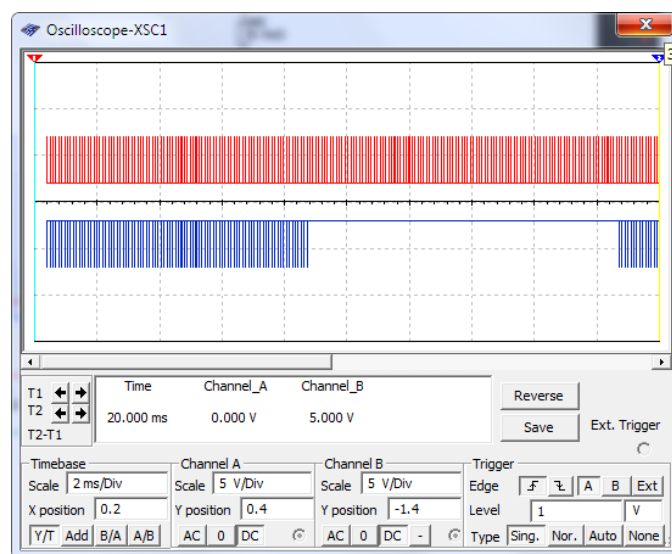 Oscilloscope-XSC1
X
1
3
T1
T2
T2-T1
Time Channel_A Channel_B
20.000 ms 0.000 V 5.000 V
Reverse
Save
Ext. Trigger
Timebase
Scale 2 ms/Div
X position 0.2
Y/T Add B/A A/B
Channel A
Scale 5 V/Div
Y position 0.4
AC 0 DC
Channel B
Scale 5 V/Div
Y position -1.4
AC 0 DC -
Trigger
Edge A B Ext
Level 1 V
Type Sing. Nor. Auto None